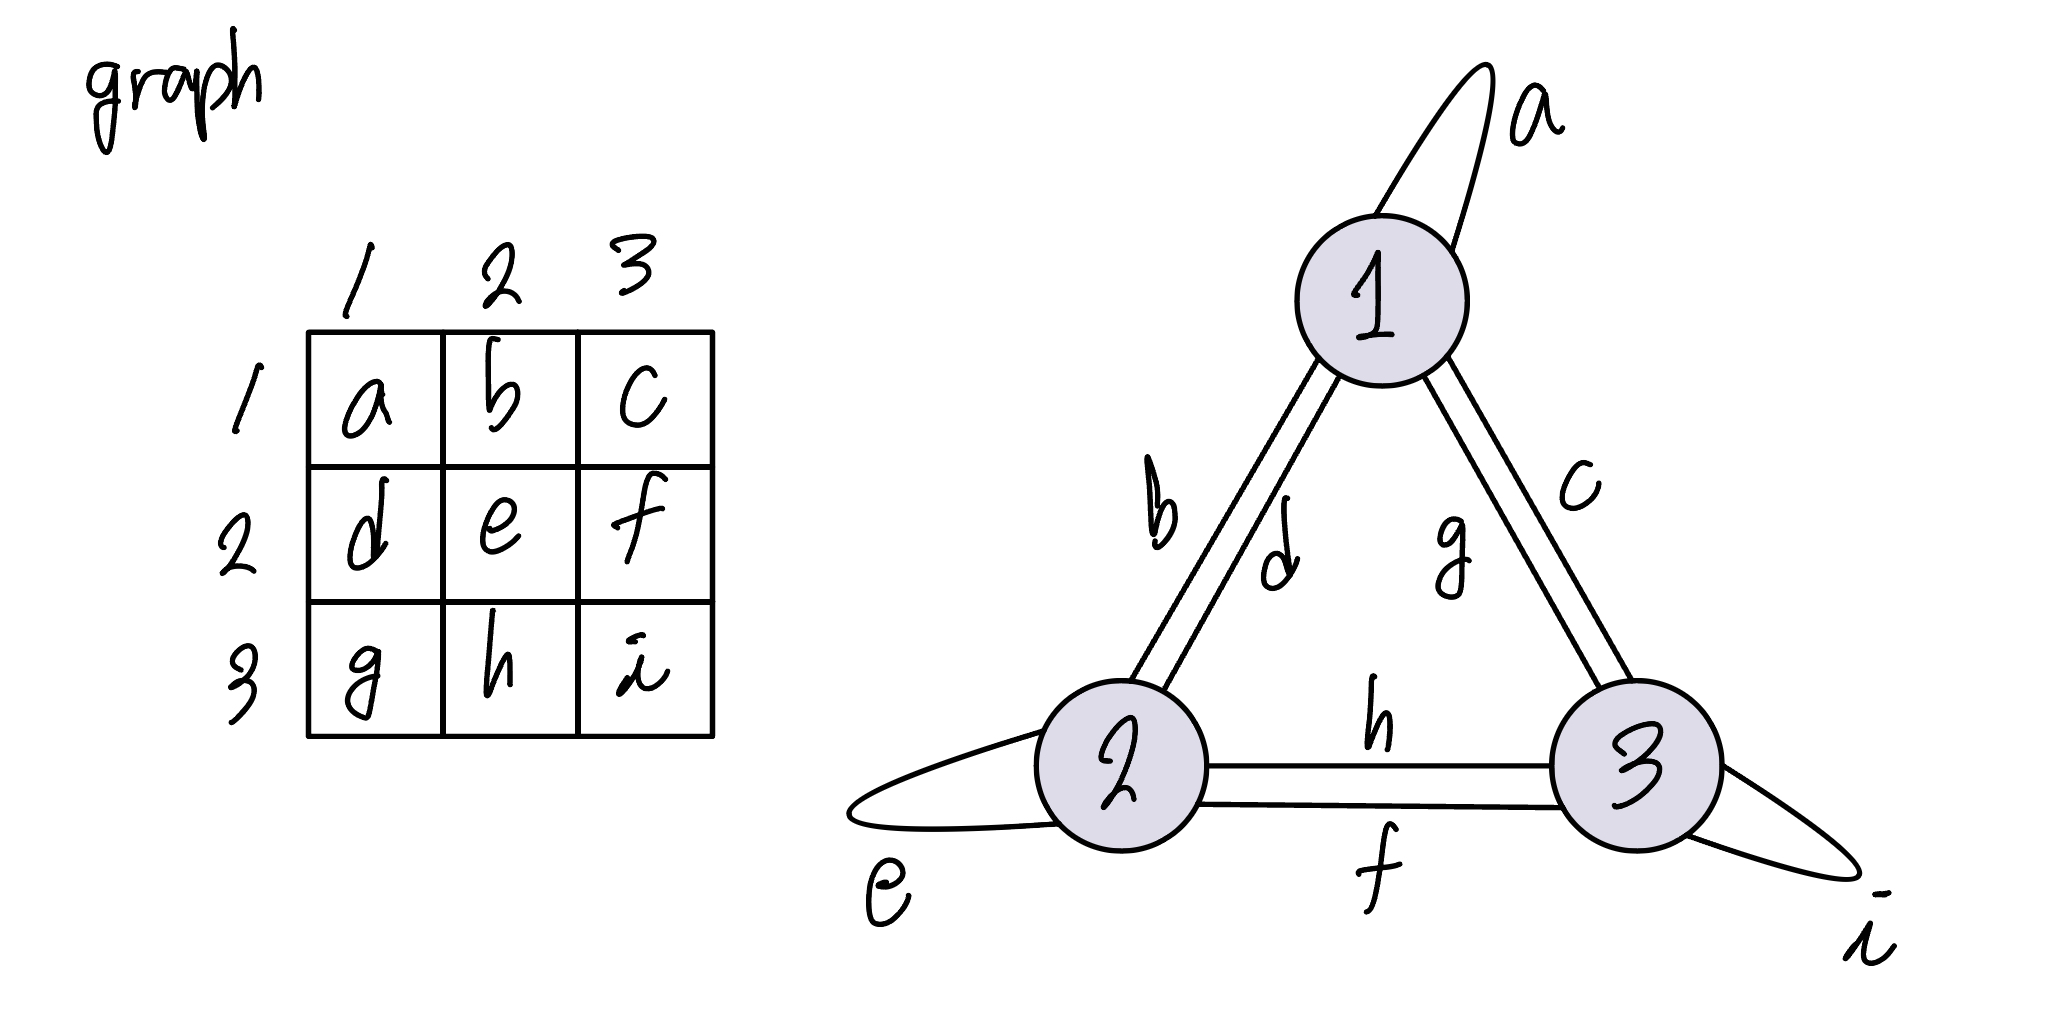 graph
1 2 3
1 a b c
2 d e f
3 g h i
a
1
b d g c
2 h 3
f
e
i